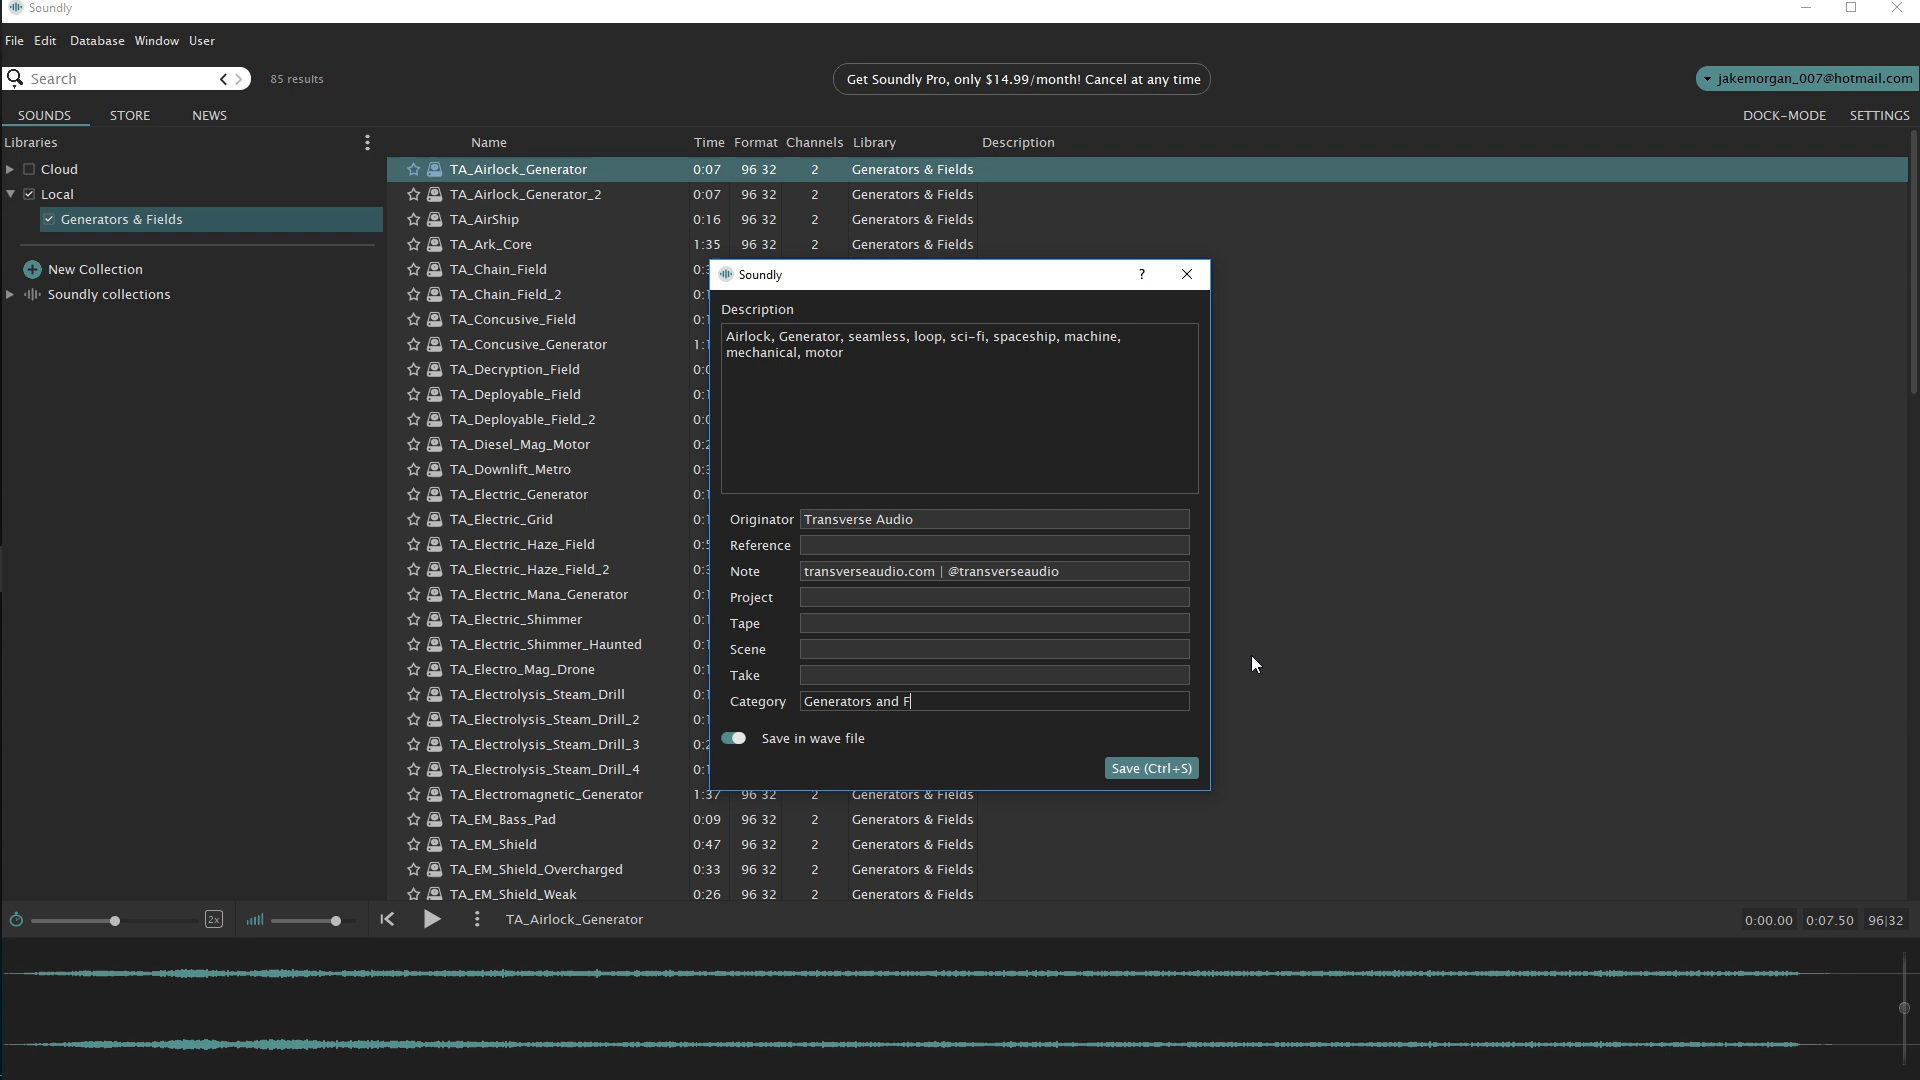 Soundly
File Edit Database Window User
Search
85 results
Get Soundly Pro, only $14.99/month! Cancel at any time
jakemorgan_007@hotmail.com
SOUNDS STORE NEWS
DOCK-MODE SETTINGS
Libraries
Cloud
Local
Generators & Fields
New Collection
Soundly collections
Name Time Format Channels Library Description
TA_Airlock_Generator 0:07 96 32 2 Generators & Fields
TA_Airlock_Generator_2 0:07 96 32 2 Generators & Fields
TA_AirShip 0:16 96 32 2 Generators & Fields
TA_Ark_Core 1:35 96 32 2 Generators & Fields
TA_Chain_Field
TA_Chain_Field_2
TA_Concusive_Field
TA_Concusive_Generator
TA_Decryption_Field
TA_Deployable_Field
TA_Deployable_Field_2
TA_Diesel_Mag_Motor
TA_Downlift_Metro
TA_Electric_Generator
TA_Electric_Grid
TA_Electric_Haze_Field
TA_Electric_Haze_Field_2
TA_Electric_Mana_Generator
TA_Electric_Shimmer
TA_Electric_Shimmer_Haunted
TA_Electro_Mag_Drone
TA_Electrolysis_Steam_Drill
TA_Electrolysis_Steam_Drill_2
TA_Electrolysis_Steam_Drill_3
TA_Electrolysis_Steam_Drill_4
TA_Electromagnetic_Generator 1:37 96 32 2 Generators & Fields
TA_EM_Bass_Pad 0:09 96 32 2 Generators & Fields
TA_EM_Shield 0:47 96 32 2 Generators & Fields
TA_EM_Shield_Overcharged 0:33 96 32 2 Generators & Fields
TA_EM_Shield_Weak 0:26 96 32 2 Generators & Fields
Soundly ?
Description
Airlock, Generator, seamless, loop, sci-fi, spaceship, machine,
mechanical, motor
Originator Transverse Audio
Reference
Note transverseaudio.com | @transverseaudio
Project
Tape
Scene
Take
Category Generators and F
Save in wave file
Save (Ctrl+S)
2x
TA_Airlock_Generator
0:00.00 0:07.50 96|32